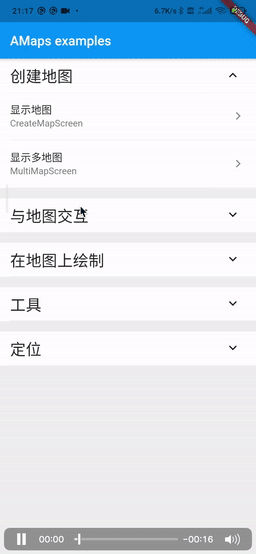 21:17
6.7K/s
DEBUG
AMaps examples
创建地图
显示地图
CreateMapScreen
显示多地图
MultiMapScreen
与地图交互
在地图上绘制
工具
定位
00:00
-00:16